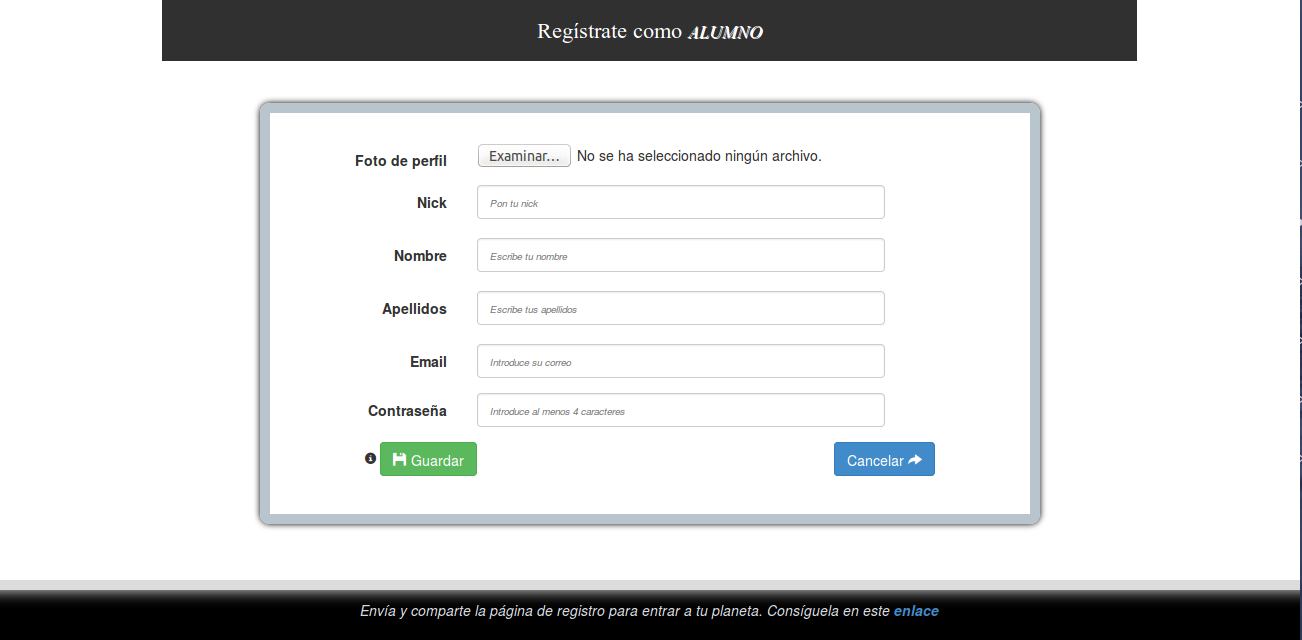 Regístrate como ALUMNO
Foto de perfil Examinar... No se ha seleccionado ningún archivo.
Nick Pon tu nick
Nombre Escribe tu nombre
Apellidos Escribe tus apellidos
Email Introduce su correo
Contraseña Introduce al menos 4 caracteres
Guardar Cancelar
Envía y comparte la página de registro para entrar a tu planeta. Consíguela en este enlace